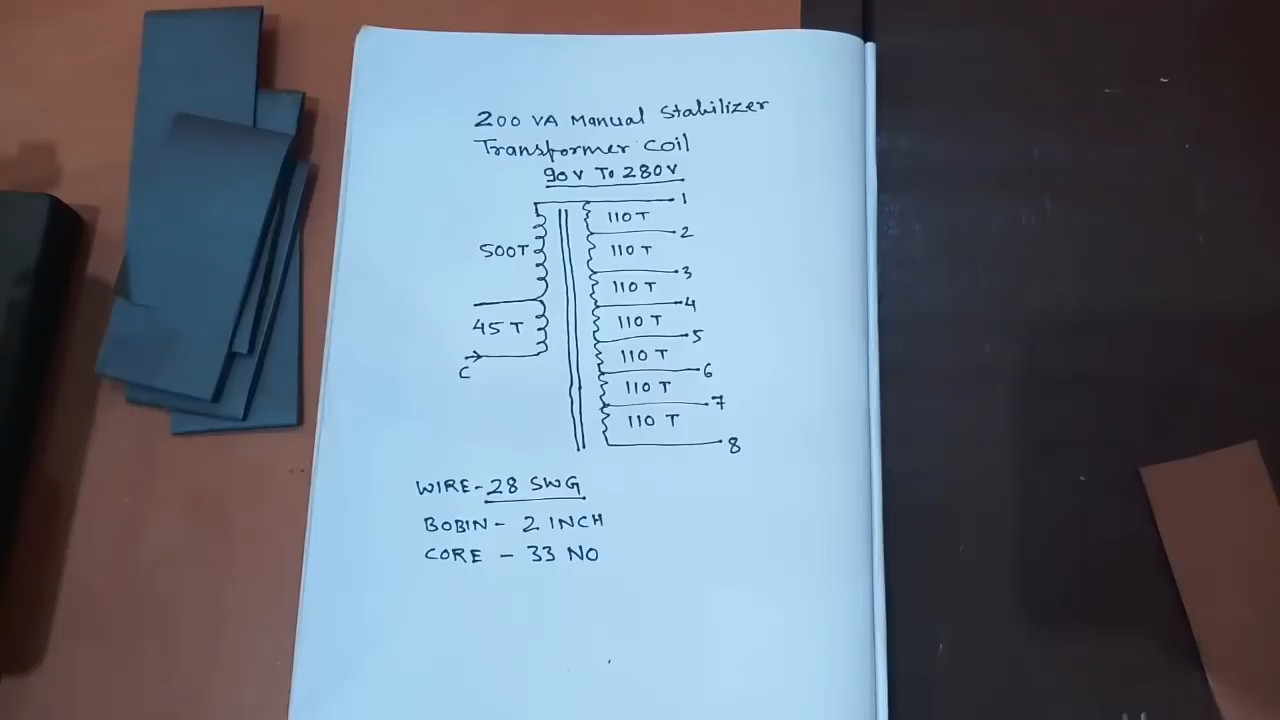 200 VA Manual Stabilizer
Transformer Coil
90V To 280V
1
110 T
2
500T
110 T
3
110 T
4
45 T
110 T
5
110 T
C
6
110 T
7
110 T
8
WIRE - 28 SWG
BOBIN - 2 INCH
CORE - 33 NO